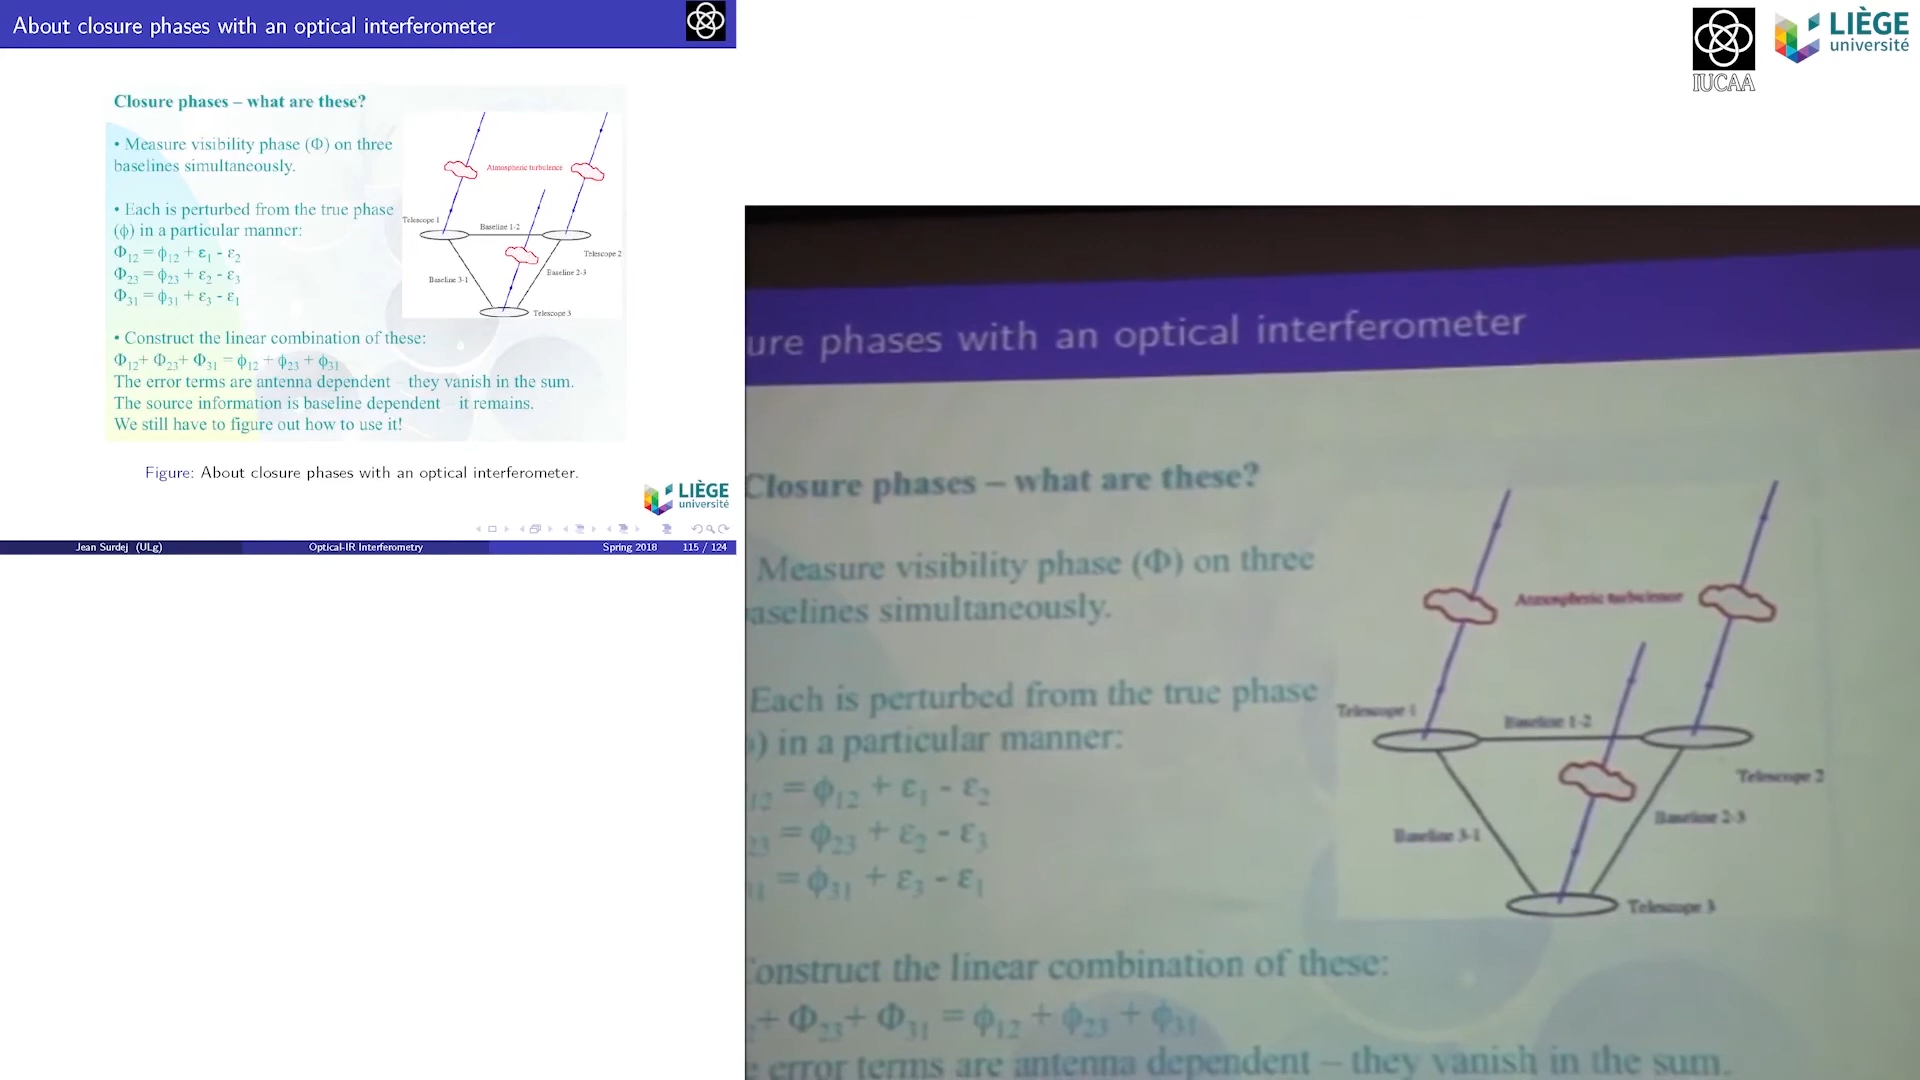 About closure phases with an optical interferometer
Closure phases – what are these?
• Measure visibility phase (Φ) on three
baselines simultaneously.
• Each is perturbed from the true phase
(ϕ) in a particular manner:
Φ12 = ϕ12 + ε1 - ε2
Φ23 = ϕ23 + ε2 - ε3
Φ31 = ϕ31 + ε3 - ε1
• Construct the linear combination of these:
Φ12+ Φ23+ Φ31 = ϕ12 + ϕ23 + ϕ31
The error terms are antenna dependent – they vanish in the sum.
The source information is baseline dependent – it remains.
We still have to figure out how to use it!
Atmospheric turbulence
Telescope 1
Baseline 1-2
Telescope 2
Baseline 2-3
Baseline 3-1
Telescope 3
Figure: About closure phases with an optical interferometer.
LIÈGE
université
Jean Surdej (ULg) Optical-IR Interferometry Spring 2018 115 / 124
IUCAA
LIÈGE
université
ure phases with an optical interferometer
Closure phases – what are these?
Measure visibility phase (Φ) on three
aselines simultaneously.
Each is perturbed from the true phase
) in a particular manner:
12 = ϕ12 + ε1 - ε2
23 = ϕ23 + ε2 - ε3
31 = ϕ31 + ε3 - ε1
onstruct the linear combination of these:
+ Φ23+ Φ31 = ϕ12 + ϕ23 + ϕ31
e error terms are antenna dependent – they vanish in the sum.
Atmospheric turbulence
Telescope 1
Baseline 1-2
Telescope 2
Baseline 2-3
Baseline 3-1
Telescope 3